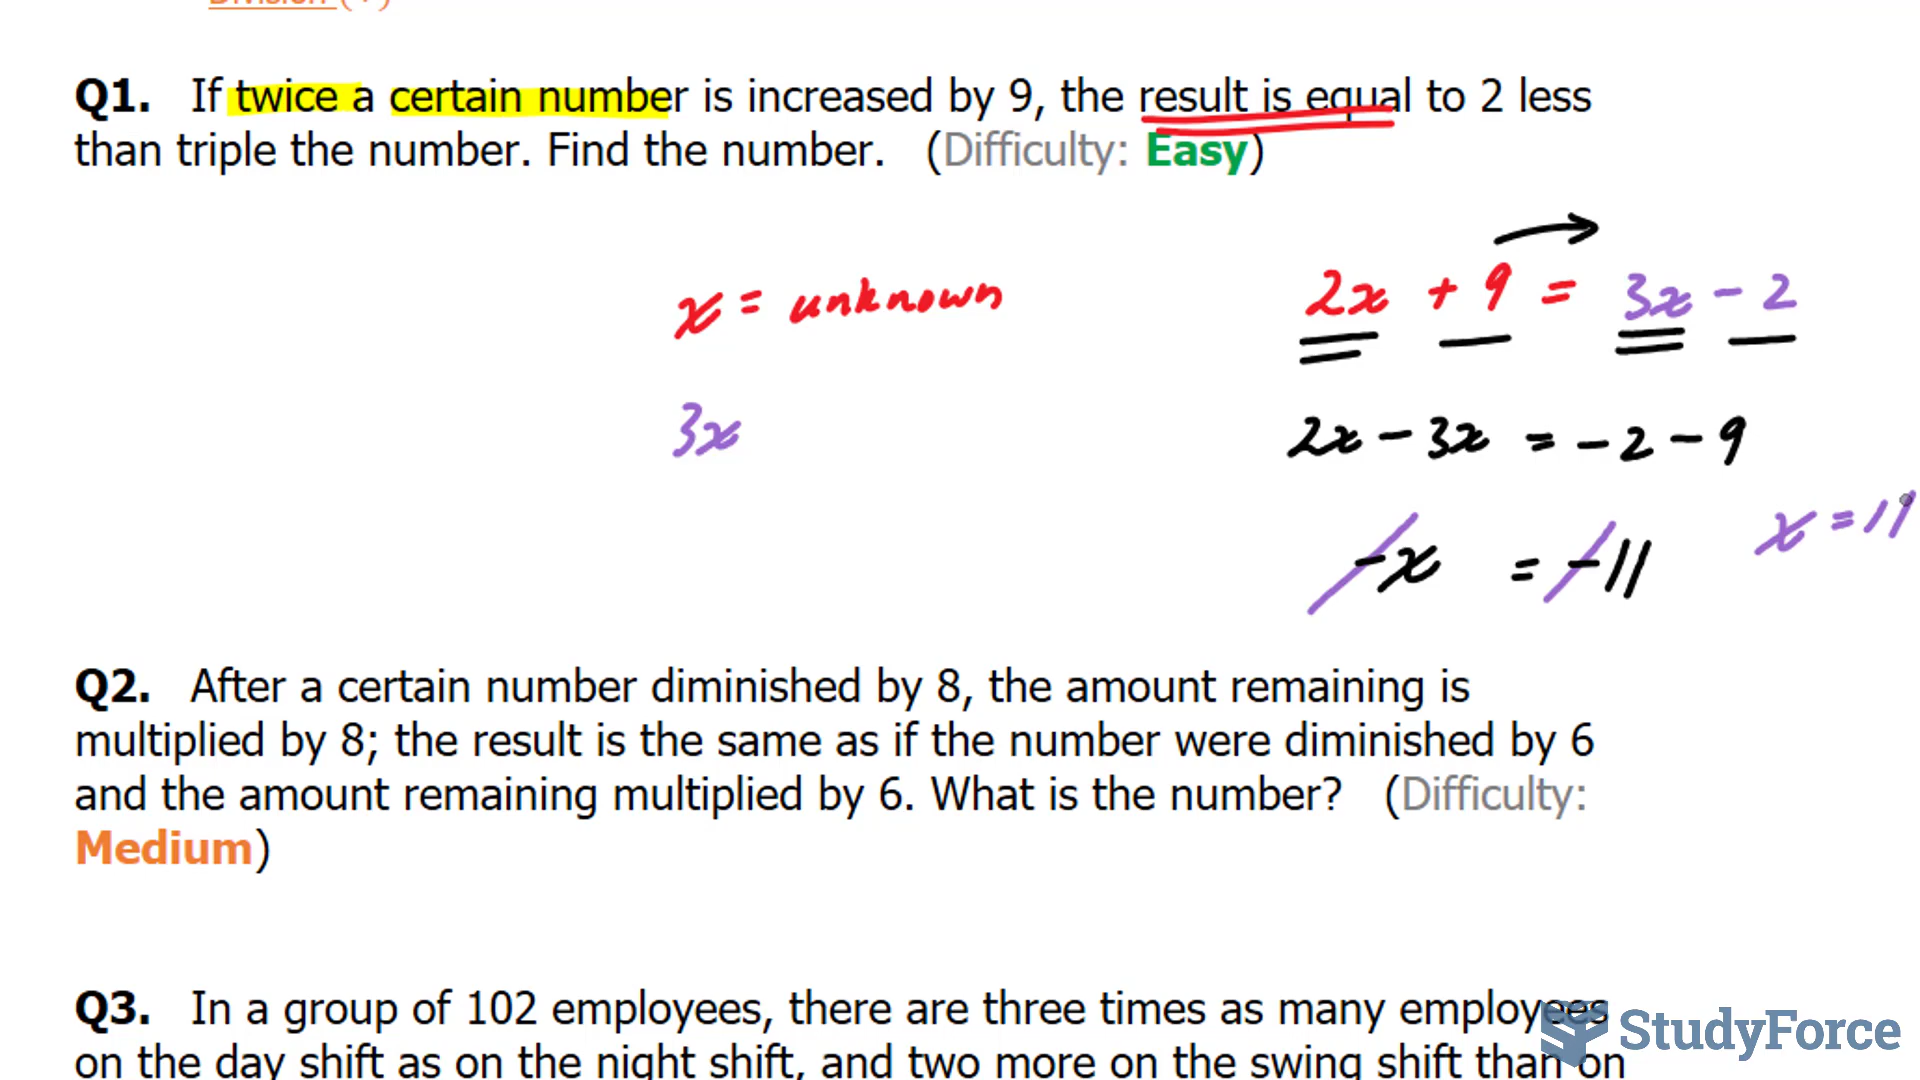 Division (÷)
Q1. If twice a certain number is increased by 9, the result is equal to 2 less
than triple the number. Find the number. (Difficulty: Easy)
x = unknown
2x + 9 = 3x - 2
3x
2x - 3x = -2 - 9
x = 11
-x = -11
Q2. After a certain number diminished by 8, the amount remaining is
multiplied by 8; the result is the same as if the number were diminished by 6
and the amount remaining multiplied by 6. What is the number? (Difficulty:
Medium)
Q3. In a group of 102 employees, there are three times as many employees
on the day shift as on the night shift, and two more on the swing shift than on
StudyForce